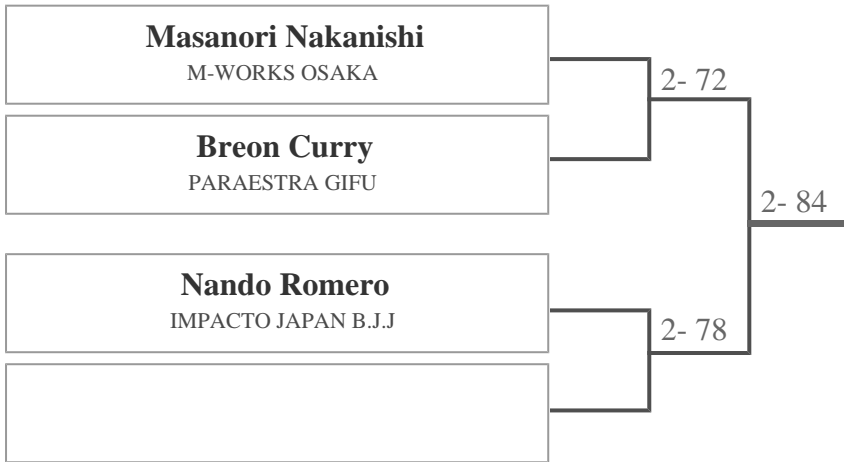 Masanori Nakanishi
M-WORKS OSAKA
2- 72
Breon Curry
PARAESTRA GIFU
2- 84
Nando Romero
IMPACTO JAPAN B.J.J
2- 78